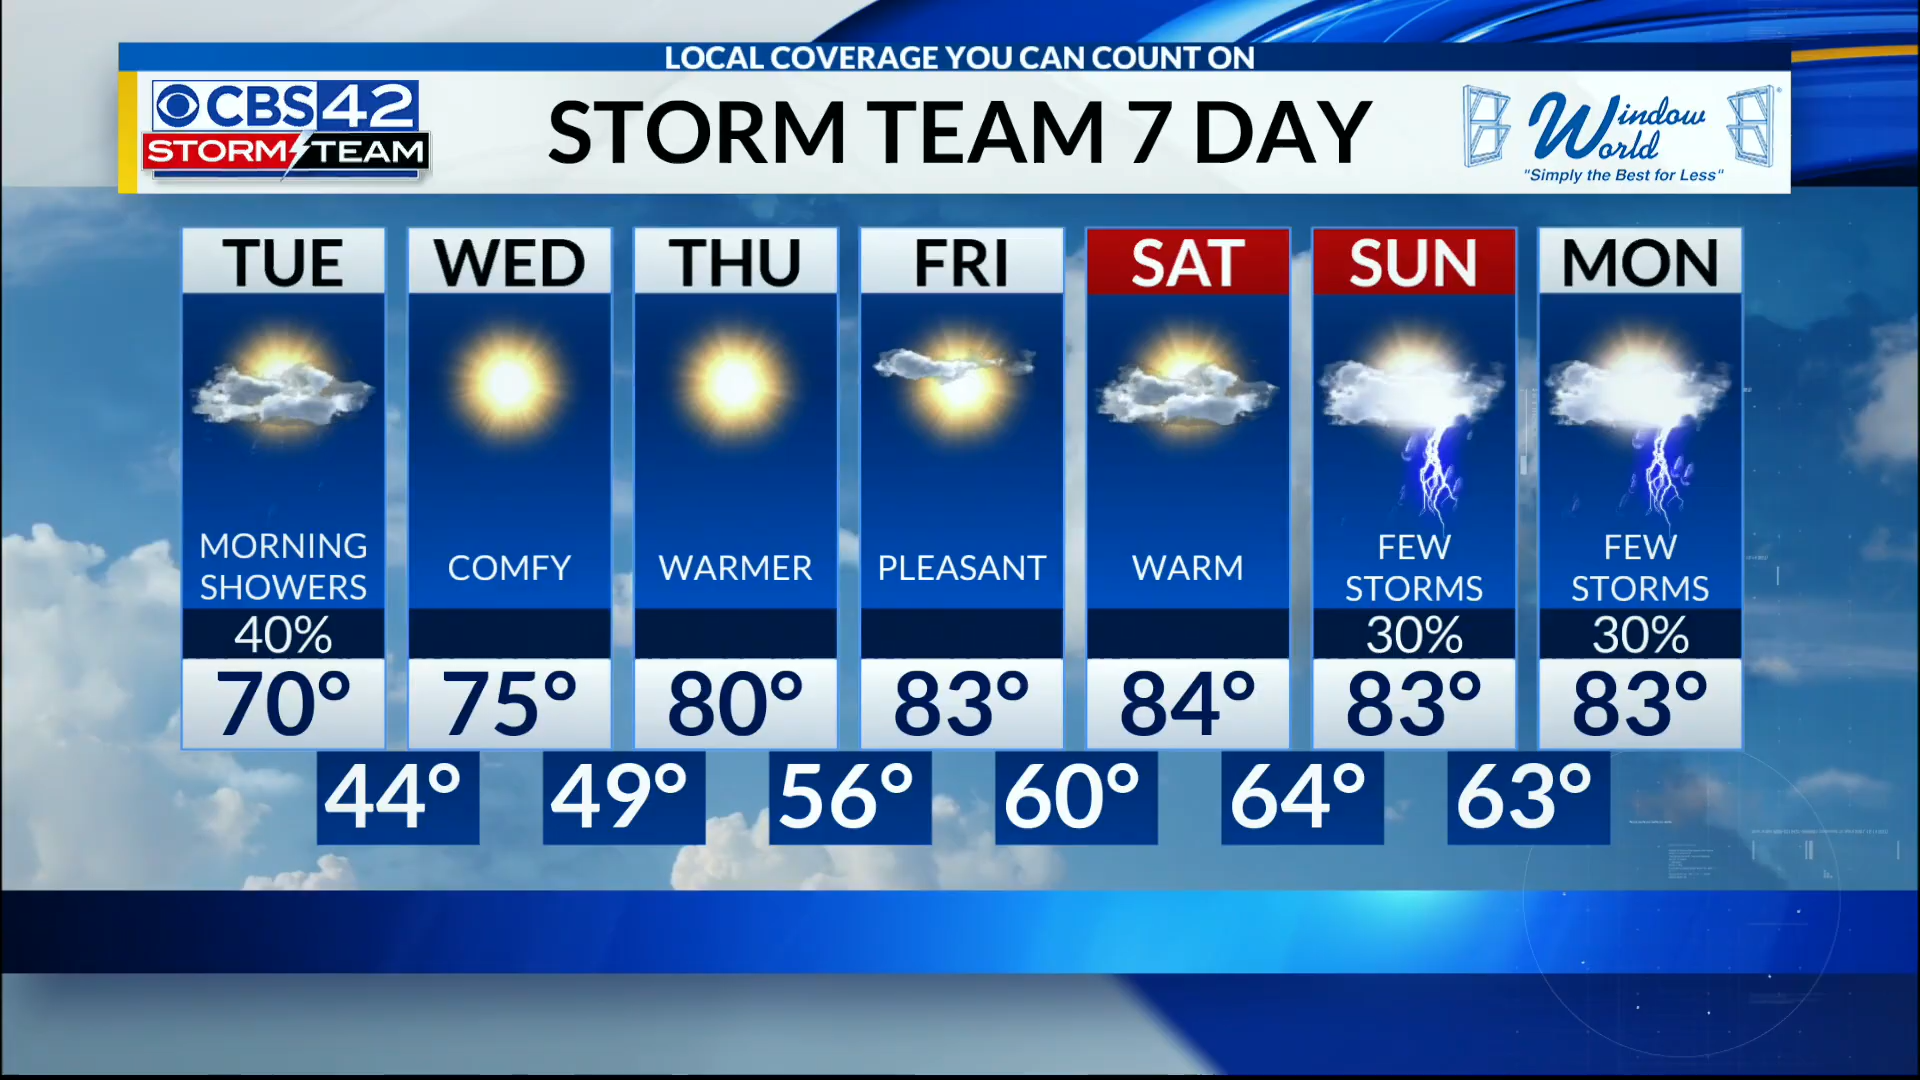 LOCAL COVERAGE YOU CAN COUNT ON
CBS 42
STORM TEAM
STORM TEAM 7 DAY
Window
World
"Simply the Best for Less"
TUE WED THU FRI SAT SUN MON
MORNING
SHOWERS
COMFY
WARMER
PLEASANT
WARM
FEW
STORMS
FEW
STORMS
40% 30% 30%
70° 75° 80° 83° 84° 83° 83°
44° 49° 56° 60° 64° 63°